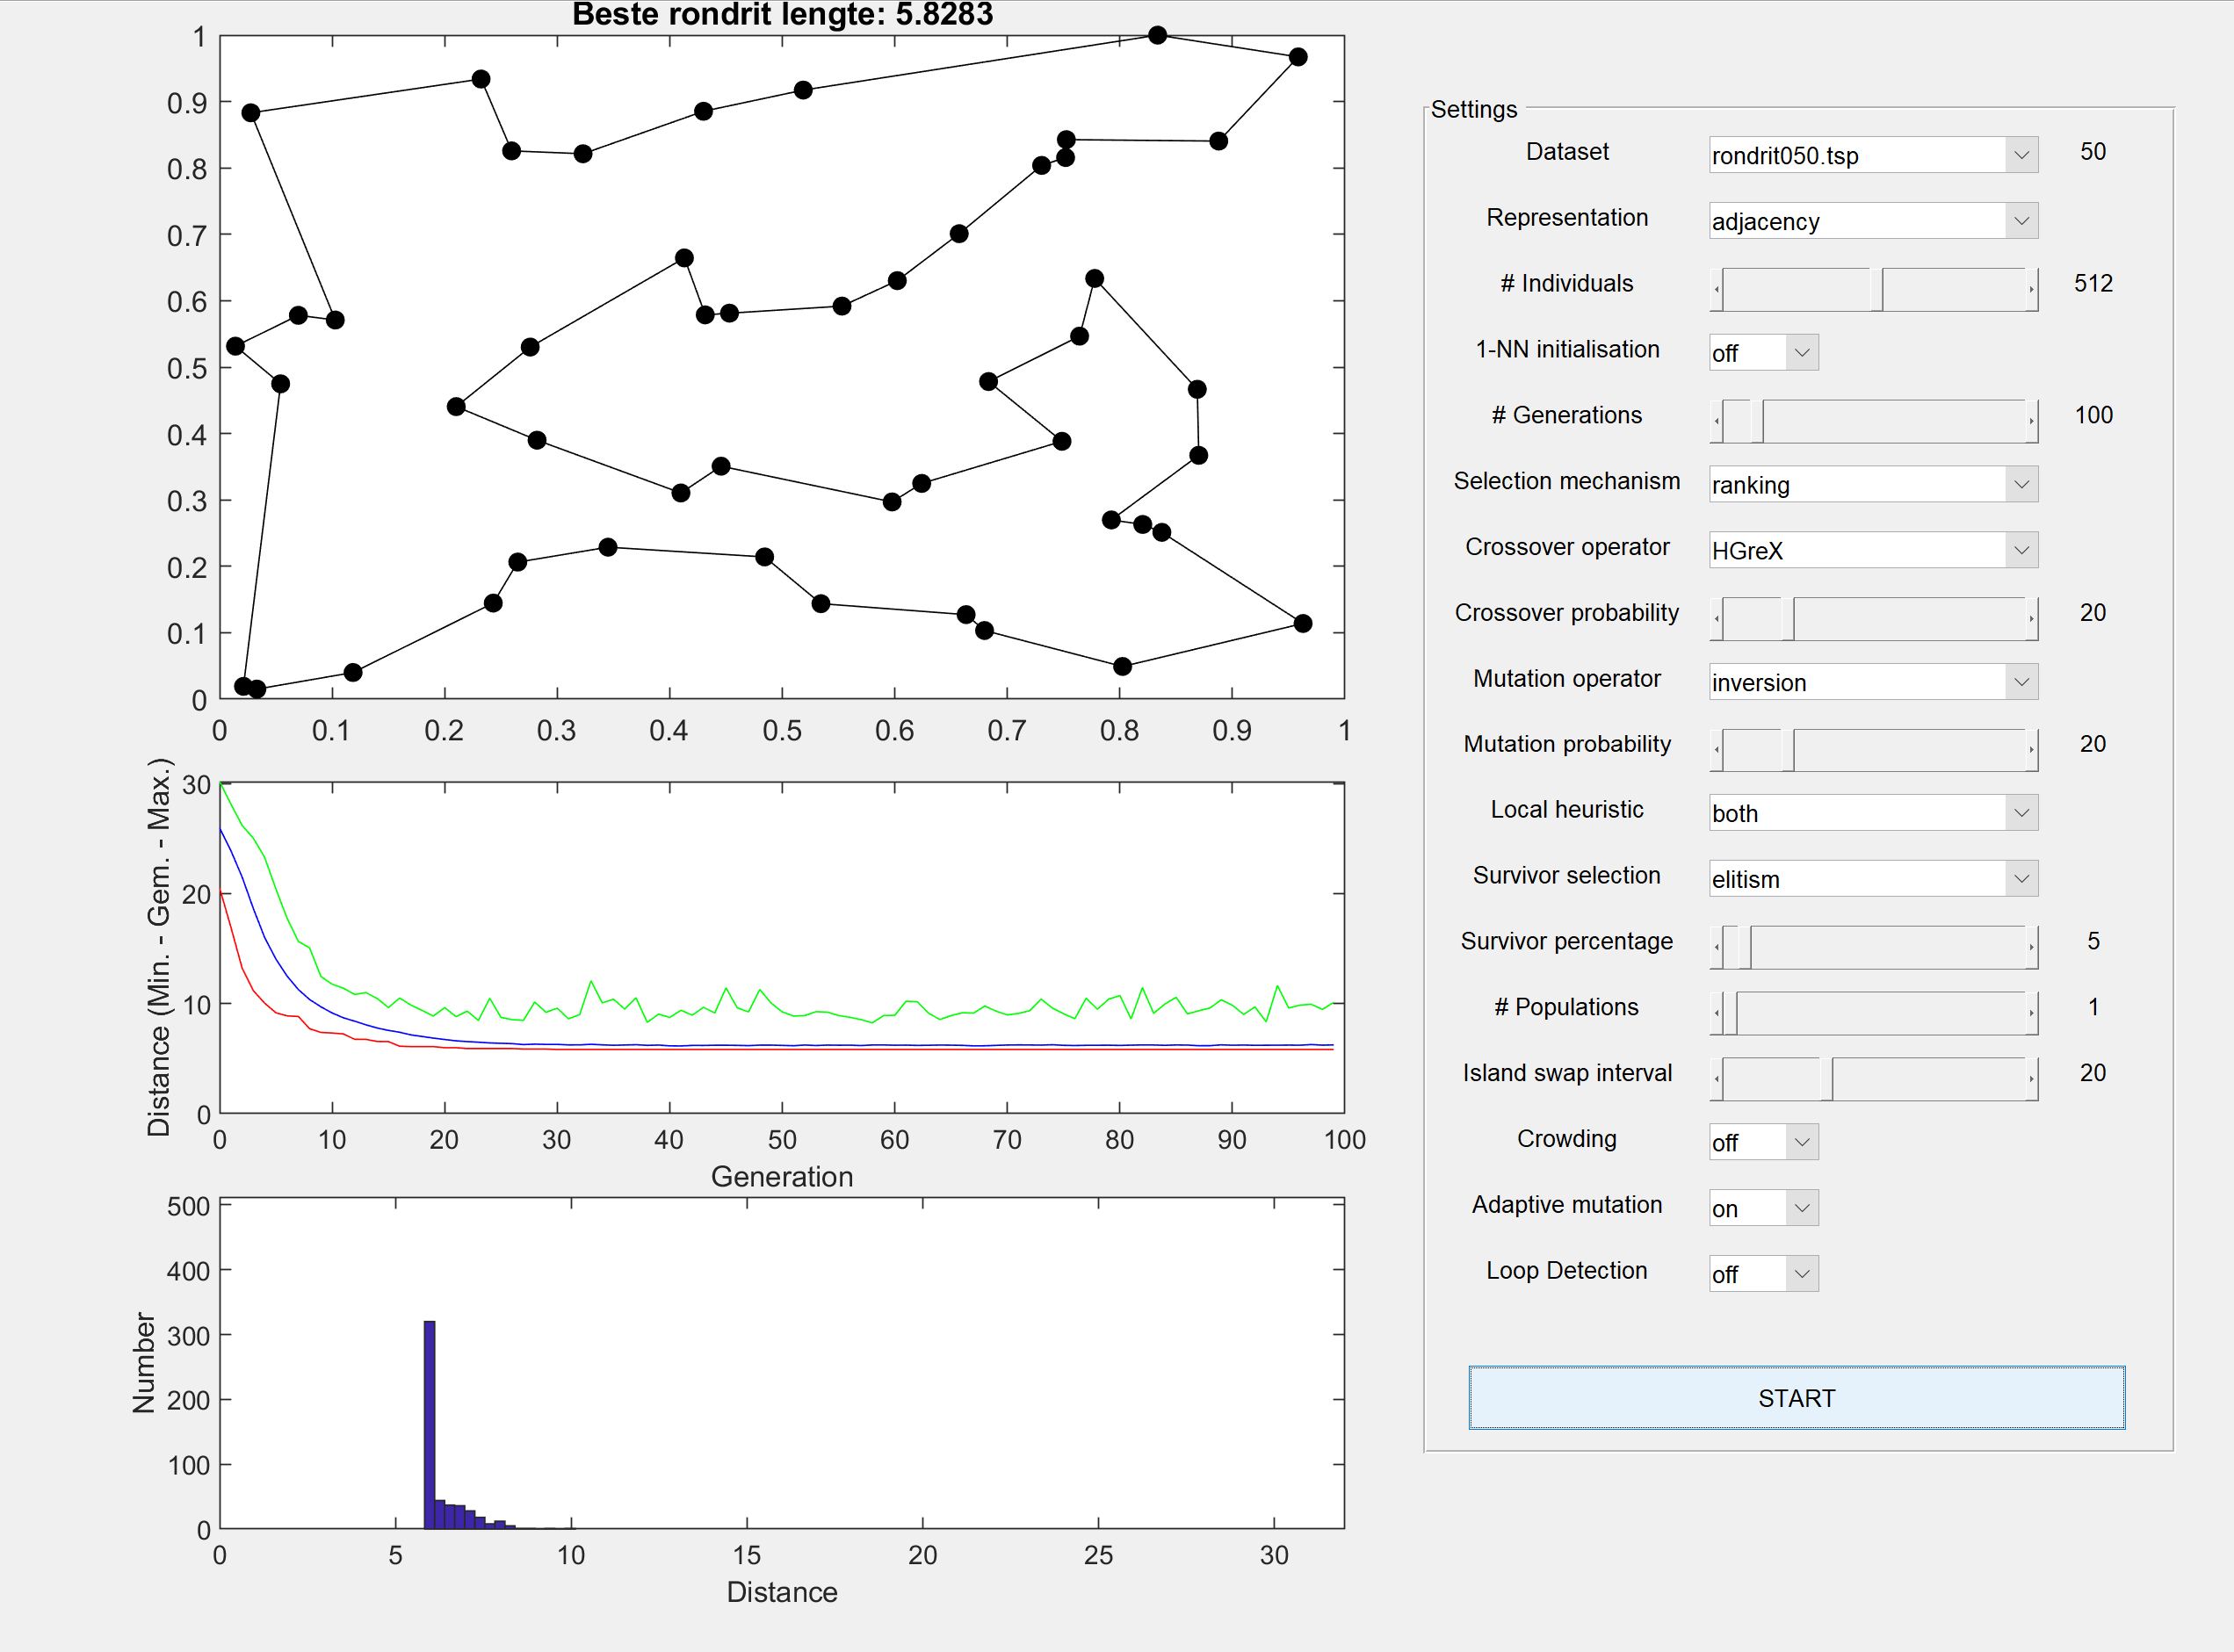 Beste rondrit lengte: 5.8283
1
0.9
0.8
0.7
0.6
0.5
0.4
0.3
0.2
0.1
0
0 0.1 0.2 0.3 0.4 0.5 0.6 0.7 0.8 0.9 1
Distance (Min. - Gem. - Max.)
30
20
10
0
0 10 20 30 40 50 60 70 80 90 100
Generation
Number
500
400
300
200
100
0
0 5 10 15 20 25 30
Distance
Settings
Dataset rondrit050.tsp 50
Representation adjacency
# Individuals 512
1-NN initialisation off
# Generations 100
Selection mechanism ranking
Crossover operator HGreX
Crossover probability 20
Mutation operator inversion
Mutation probability 20
Local heuristic both
Survivor selection elitism
Survivor percentage 5
# Populations 1
Island swap interval 20
Crowding off
Adaptive mutation on
Loop Detection off
START